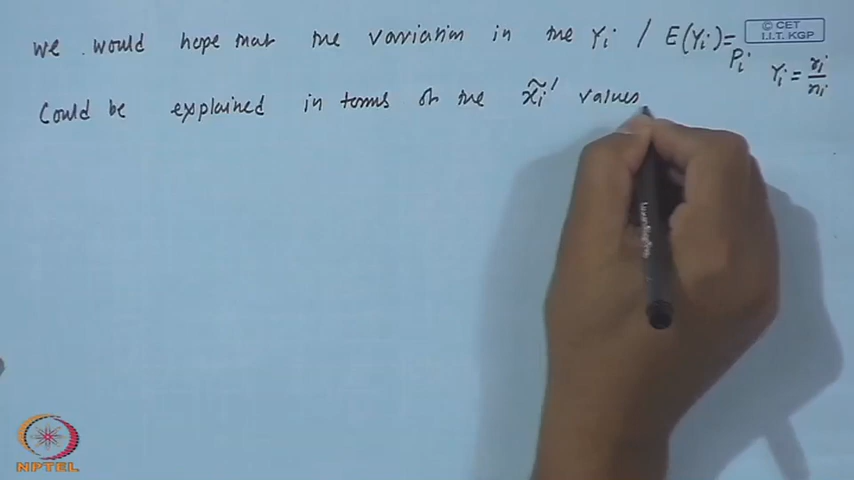 we would hope that the variation in the Yi / E(Yi) = Pi Yi = ri/ni
Could be explained in terms of the x̃i' values
© CET
I.I.T. KGP
NPTEL